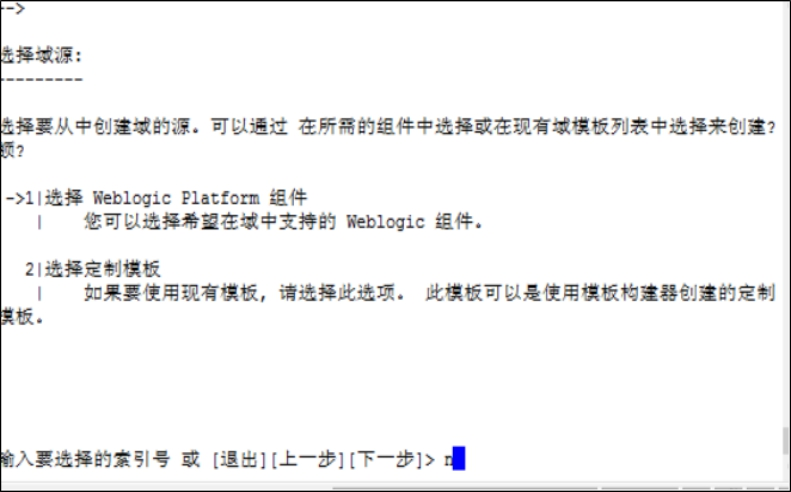 -->
选择域源:
---------
选择要从中创建域的源。可以通过 在所需的组件中选择或在现有域模板列表中选择来创建?
?
->1|选择 Weblogic Platform 组件
|    您可以选择希望在域中支持的 Weblogic 组件。
2|选择定制模板
|    如果要使用现有模板, 请选择此选项。 此模板可以是使用模板构建器创建的定制
模板。
输入要选择的索引号 或 [退出][上一步][下一步]> n